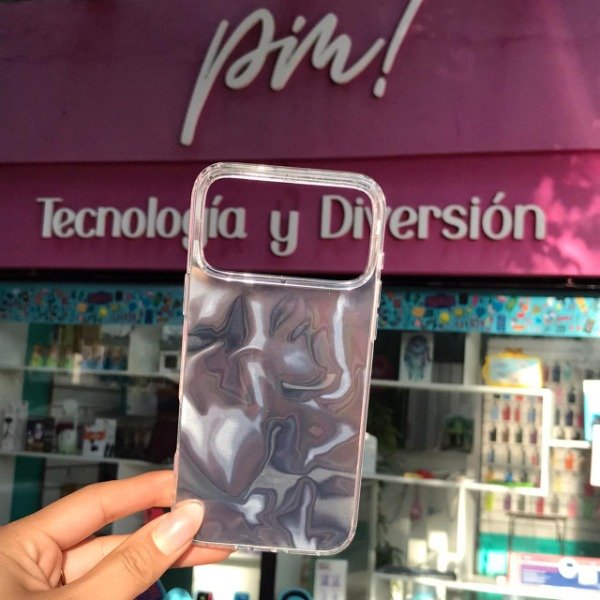 pim!
Tecnología y Diversión